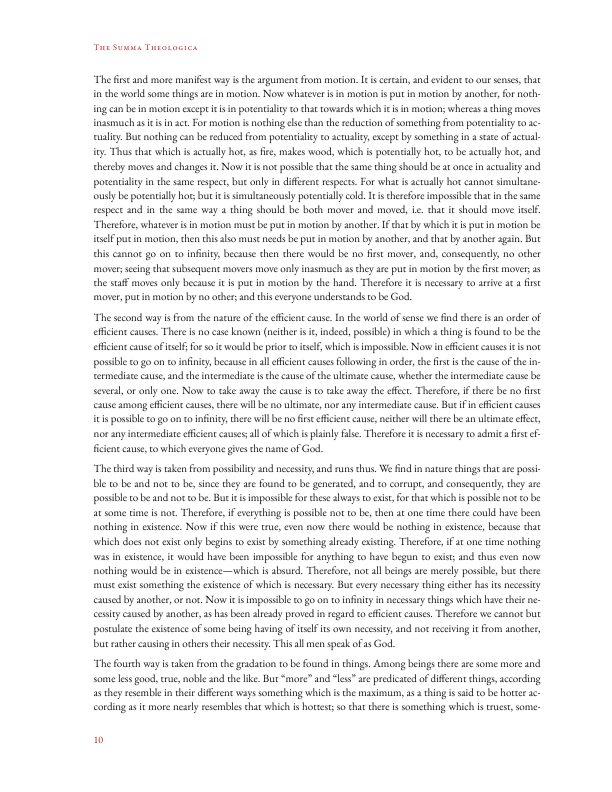 The Summa Theologica
The first and more manifest way is the argument from motion. It is certain, and evident to our senses, that
in the world some things are in motion. Now whatever is in motion is put in motion by another, for noth-
ing can be in motion except it is in potentiality to that towards which it is in motion; whereas a thing moves
inasmuch as it is in act. For motion is nothing else than the reduction of something from potentiality to ac-
tuality. But nothing can be reduced from potentiality to actuality, except by something in a state of actual-
ity. Thus that which is actually hot, as fire, makes wood, which is potentially hot, to be actually hot, and
thereby moves and changes it. Now it is not possible that the same thing should be at once in actuality and
potentiality in the same respect, but only in different respects. For what is actually hot cannot simultane-
ously be potentially hot; but it is simultaneously potentially cold. It is therefore impossible that in the same
respect and in the same way a thing should be both mover and moved, i.e. that it should move itself.
Therefore, whatever is in motion must be put in motion by another. If that by which it is put in motion be
itself put in motion, then this also must needs be put in motion by another, and that by another again. But
this cannot go on to infinity, because then there would be no first mover, and, consequently, no other
mover; seeing that subsequent movers move only inasmuch as they are put in motion by the first mover; as
the staff moves only because it is put in motion by the hand. Therefore it is necessary to arrive at a first
mover, put in motion by no other; and this everyone understands to be God.
The second way is from the nature of the efficient cause. In the world of sense we find there is an order of
efficient causes. There is no case known (neither is it, indeed, possible) in which a thing is found to be the
efficient cause of itself; for so it would be prior to itself, which is impossible. Now in efficient causes it is not
possible to go on to infinity, because in all efficient causes following in order, the first is the cause of the in-
termediate cause, and the intermediate is the cause of the ultimate cause, whether the intermediate cause be
several, or only one. Now to take away the cause is to take away the effect. Therefore, if there be no first
cause among efficient causes, there will be no ultimate, nor any intermediate cause. But if in efficient causes
it is possible to go on to infinity, there will be no first efficient cause, neither will there be an ultimate effect,
nor any intermediate efficient causes; all of which is plainly false. Therefore it is necessary to admit a first ef-
ficient cause, to which everyone gives the name of God.
The third way is taken from possibility and necessity, and runs thus. We find in nature things that are possi-
ble to be and not to be, since they are found to be generated, and to corrupt, and consequently, they are
possible to be and not to be. But it is impossible for these always to exist, for that which is possible not to be
at some time is not. Therefore, if everything is possible not to be, then at one time there could have been
nothing in existence. Now if this were true, even now there would be nothing in existence, because that
which does not exist only begins to exist by something already existing. Therefore, if at one time nothing
was in existence, it would have been impossible for anything to have begun to exist; and thus even now
nothing would be in existence—which is absurd. Therefore, not all beings are merely possible, but there
must exist something the existence of which is necessary. But every necessary thing either has its necessity
caused by another, or not. Now it is impossible to go on to infinity in necessary things which have their ne-
cessity caused by another, as has been already proved in regard to efficient causes. Therefore we cannot but
postulate the existence of some being having of itself its own necessity, and not receiving it from another,
but rather causing in others their necessity. This all men speak of as God.
The fourth way is taken from the gradation to be found in things. Among beings there are some more and
some less good, true, noble and the like. But “more” and “less” are predicated of different things, according
as they resemble in their different ways something which is the maximum, as a thing is said to be hotter ac-
cording as it more nearly resembles that which is hottest; so that there is something which is truest, some-
10